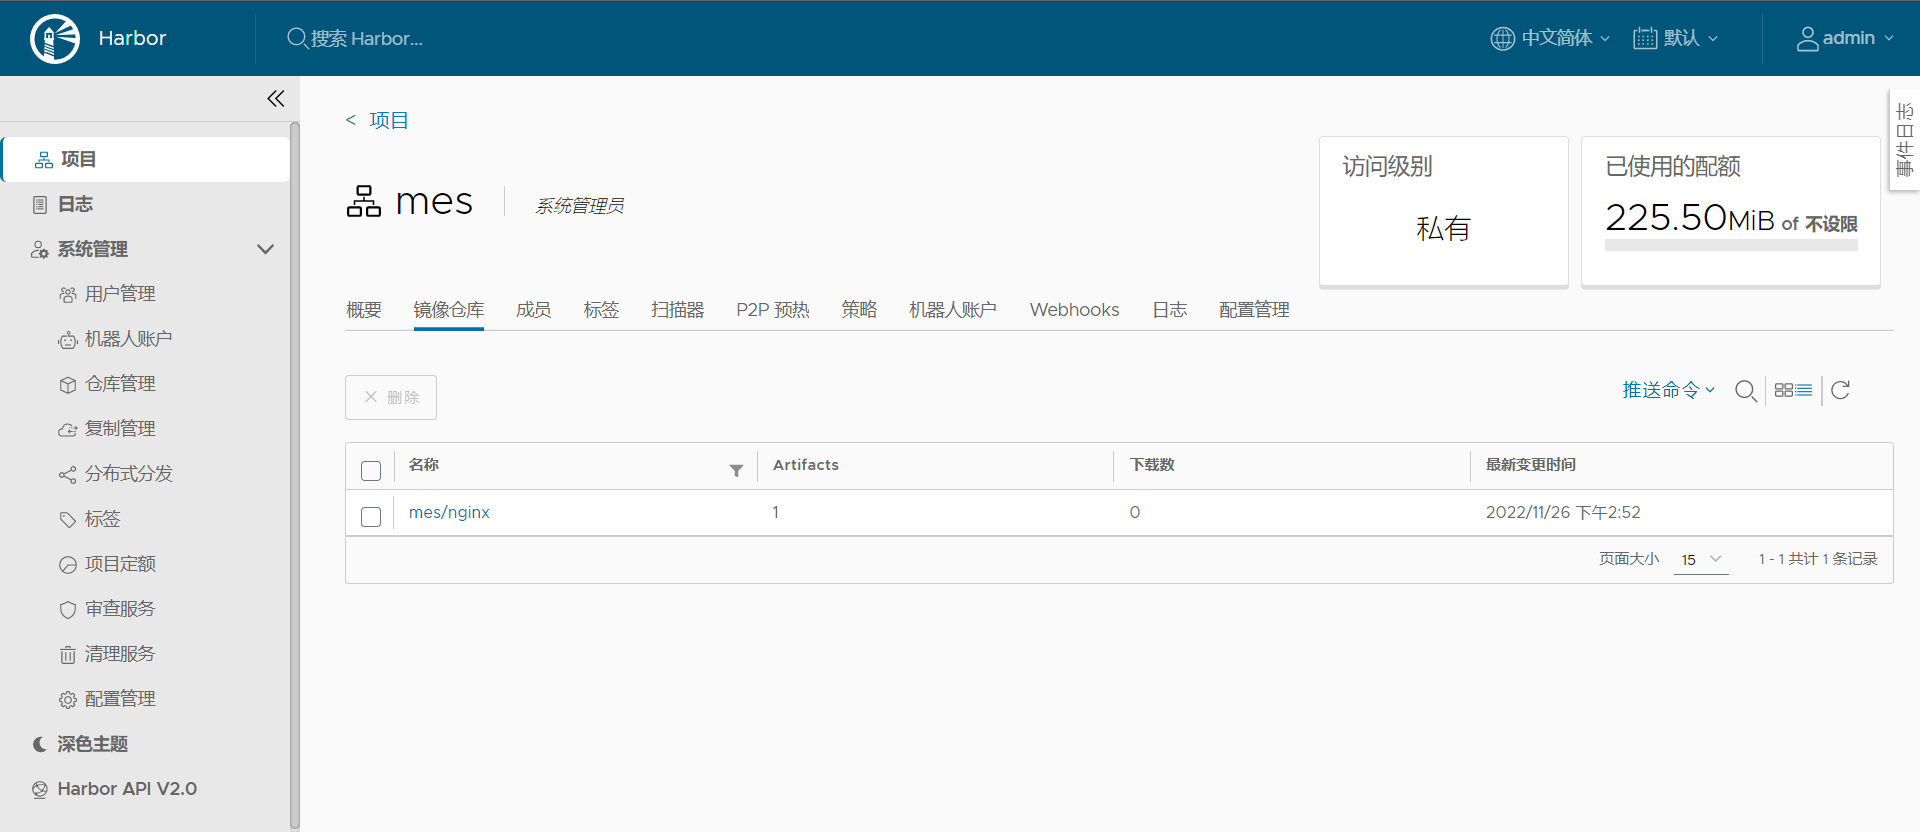 Harbor
搜索 Harbor...
中文简体
默认
admin
项目
日志
系统管理
用户管理
机器人账户
仓库管理
复制管理
分布式分发
标签
项目定额
审查服务
清理服务
配置管理
深色主题
Harbor API V2.0
< 项目
mes
系统管理员
访问级别
私有
已使用的配额
225.50MiB of 不设限
事件日志
概要 镜像仓库 成员 标签 扫描器 P2P 预热 策略 机器人账户 Webhooks 日志 配置管理
删除
推送命令
名称 Artifacts 下载数 最新变更时间
mes/nginx 1 0 2022/11/26 下午2:52
页面大小 15 1 - 1 共计 1 条记录